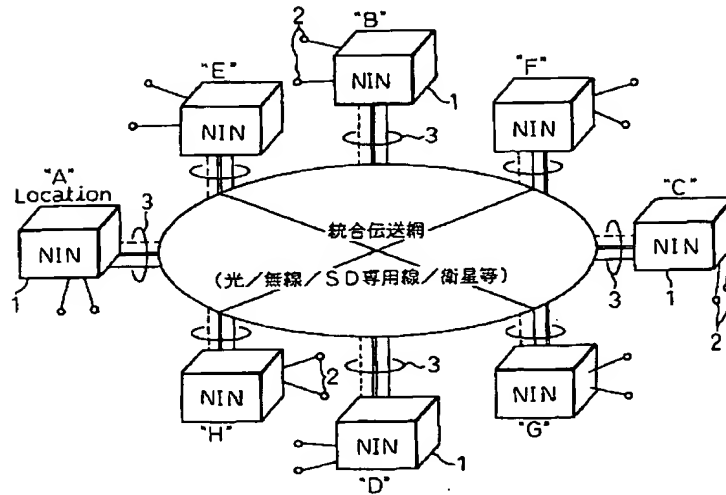 "B"
2
"E"
"F"
NIN
1
NIN
NIN
3
"A"
Location
3
"C"
統合伝送網
NIN
NIN
(光/無線/SD専用線/衛星等)
1
3
1
2
3
NIN
2
NIN
"H"
NIN
"G"
1
"D"